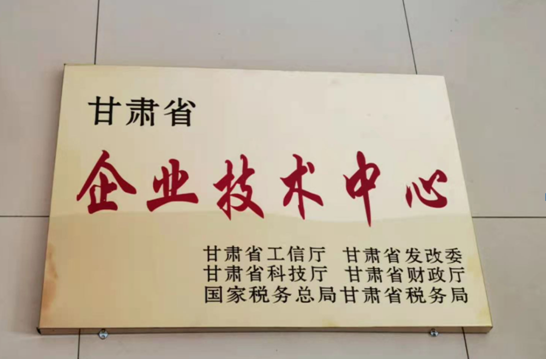 甘肃省
企业技术中心
甘肃省工信厅 甘肃省发改委
甘肃省科技厅 甘肃省财政厅
国家税务总局甘肃省税务局